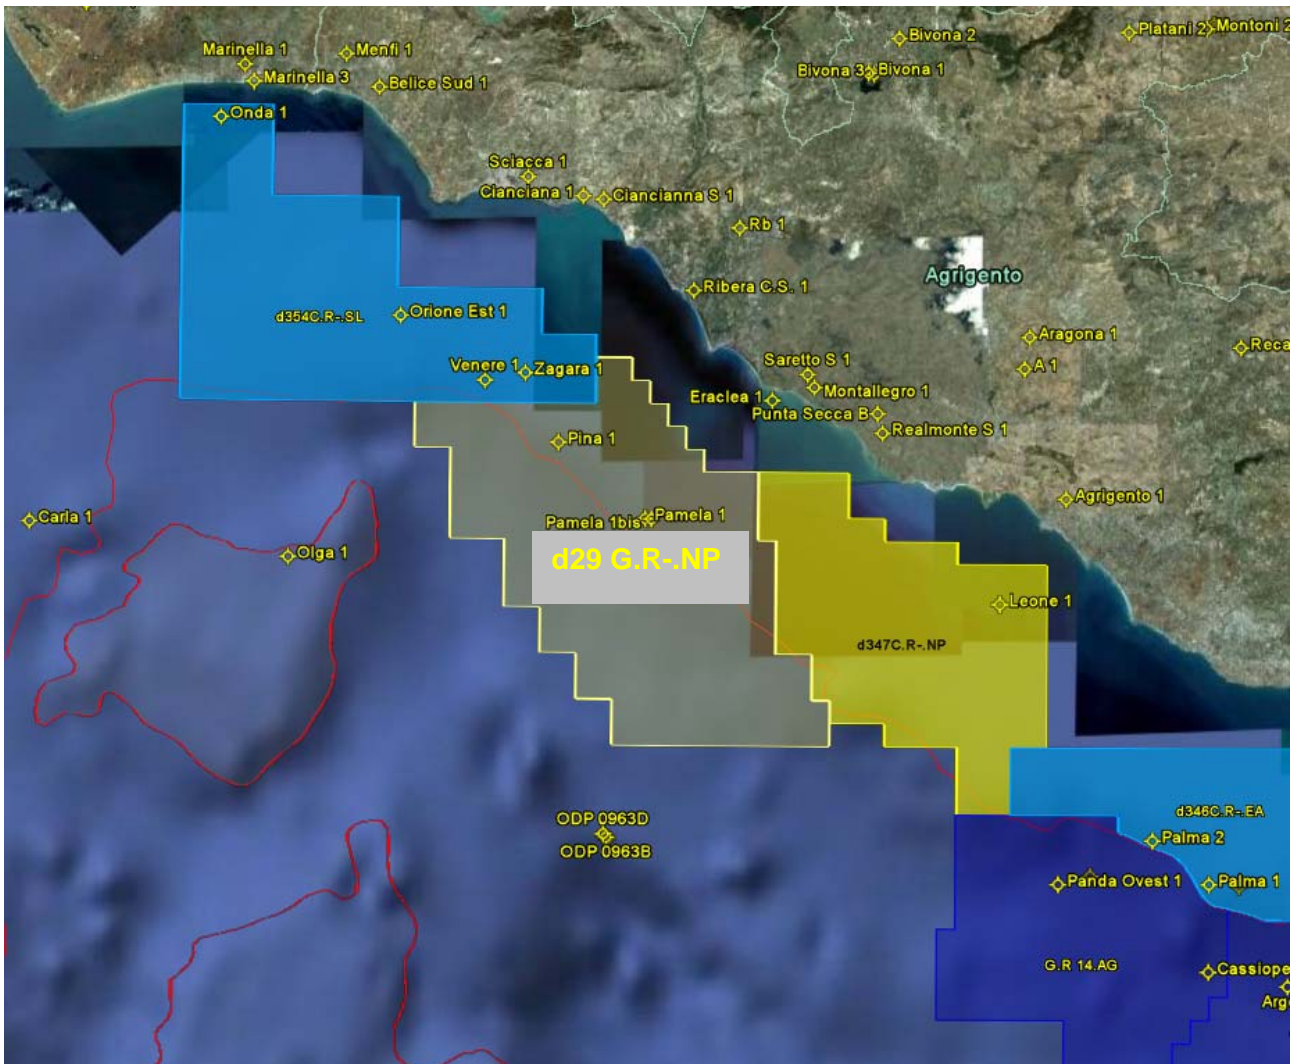 Bivona 2
Platani 2
Montoni 2
Marinella 1
Menfi 1
Marinella 3
Belice Sud 1
Bivona 3
Bivona 1
Onda 1
Sciacca 1
Cianciana 1
Ciancianna S 1
Rb 1
Agrigento
Ribera C.S. 1
d354C.R-.SL
Orione Est 1
Aragona 1
Reca
Venere 1
Zagara 1
Saretto S 1
A 1
Montallegro 1
Eraclea 1
Punta Secca B
Realmonte S 1
Pina 1
Agrigento 1
Carla 1
Pamela 1bis
Pamela 1
Olga 1
d29 G.R-.NP
Leone 1
d347C.R-.NP
ODP 0963D
ODP 0963B
d346C.R-.EA
Palma 2
Panda Ovest 1
Palma 1
G.R 14.AG
Cassiope
Arg